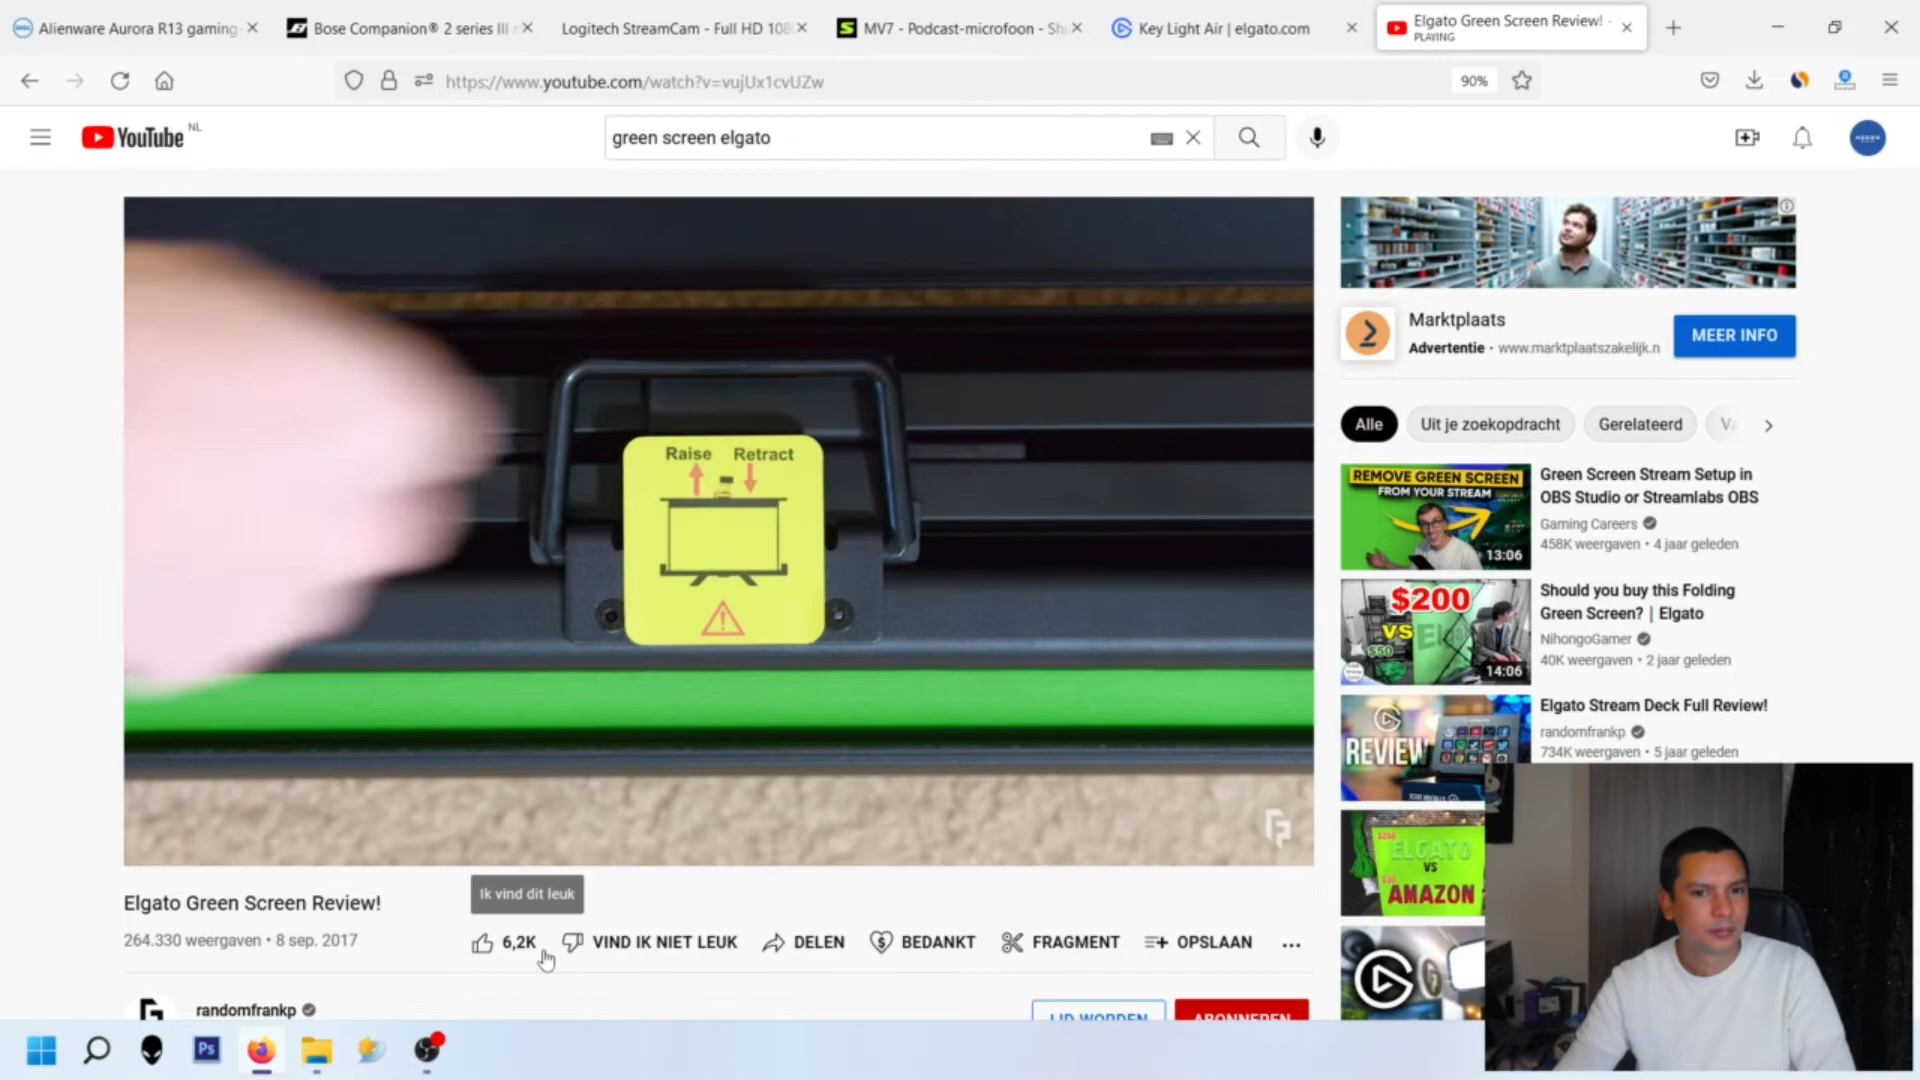 Alienware Aurora R13 gaming-
Bose Companion® 2 series III
Logitech StreamCam - Full HD 108
MV7 - Podcast-microfoon - Sh
Key Light Air | elgato.com
Elgato Green Screen Review! -
PLAYING
https://www.youtube.com/watch?v=vujUx1cvUZw
90%
YouTube NL
green screen elgato
Raise Retract
Marktplaats
Advertentie • www.marktplaatszakelijk.n
MEER INFO
Alle
Uit je zoekopdracht
Gerelateerd
REMOVE GREEN SCREEN
FROM YOUR STREAM
13:06
Green Screen Stream Setup in
OBS Studio or Streamlabs OBS
Gaming Careers
458K weergaven • 4 jaar geleden
$200
VS
$50
14:06
Should you buy this Folding
Green Screen? | Elgato
NihongoGamer
40K weergaven • 2 jaar geleden
REVIEW
Elgato Stream Deck Full Review!
randomfrankp
734K weergaven • 5 jaar geleden
ELGATO
VS
AMAZON
Elgato Green Screen Review!
264.330 weergaven • 8 sep. 2017
Ik vind dit leuk
6,2K
VIND IK NIET LEUK
DELEN
BEDANKT
FRAGMENT
OPSLAAN
randomfrankp
LID WORDEN
ABONNEREN
Ps